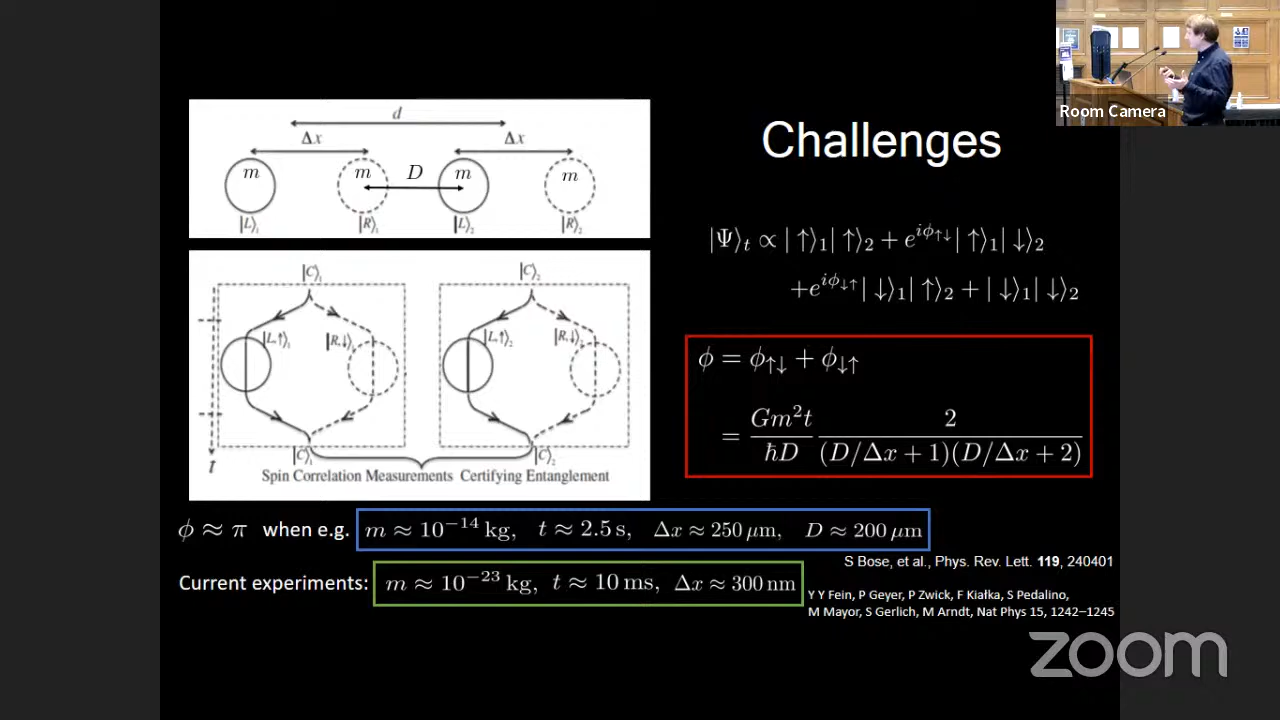 Room Camera
Challenges
d
Δx Δx
m m D m m
|L⟩₁ |R⟩₁ |L⟩₂ |R⟩₂
|C⟩₁ |C⟩₂
|L,↑⟩₁ |R,↓⟩₁ |L,↑⟩₂ |R,↓⟩₂
t
|C⟩₁ |C⟩₂
Spin Correlation Measurements Certifying Entanglement
|Ψ⟩ₜ ∝ |↑⟩₁|↑⟩₂ + e^{iϕ↑↓}|↑⟩₁|↓⟩₂
+e^{iϕ↓↑}|↓⟩₁|↑⟩₂ + |↓⟩₁|↓⟩₂
ϕ = ϕ↑↓ + ϕ↓↑
= Gm²t/ħD 2/(D/Δx + 1)(D/Δx + 2)
ϕ ≈ π when e.g. m ≈ 10⁻¹⁴ kg, t ≈ 2.5 s, Δx ≈ 250 μm, D ≈ 200 μm
S Bose, et al., Phys. Rev. Lett. 119, 240401
Current experiments: m ≈ 10⁻²³ kg, t ≈ 10 ms, Δx ≈ 300 nm
Y Y Fein, P Geyer, P Zwick, F Kiałka, S Pedalino,
M Mayor, S Gerlich, M Arndt, Nat Phys 15, 1242–1245
zoom